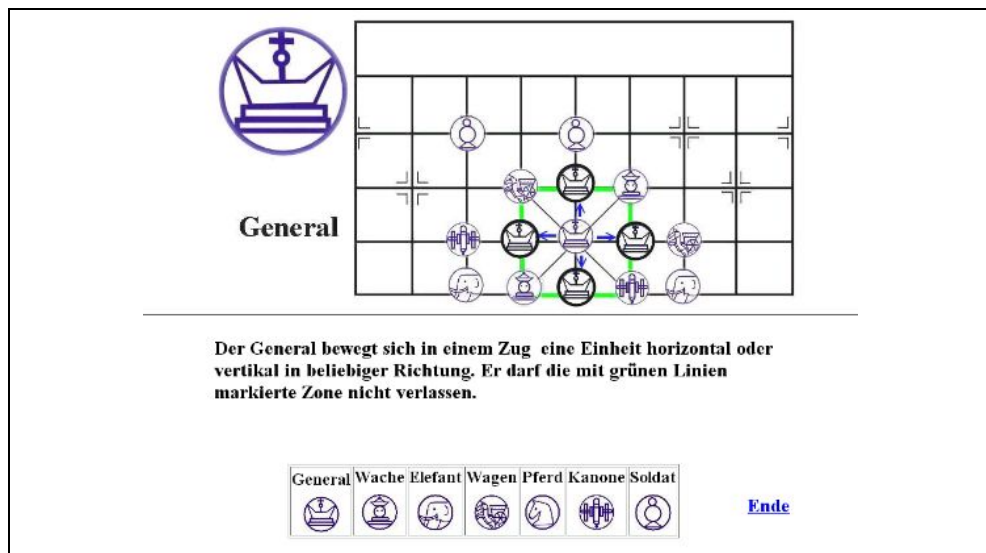 General
Der General bewegt sich in einem Zug eine Einheit horizontal oder
vertikal in beliebiger Richtung. Er darf die mit grünen Linien
markierte Zone nicht verlassen.
General Wache Elefant Wagen Pferd Kanone Soldat
Ende